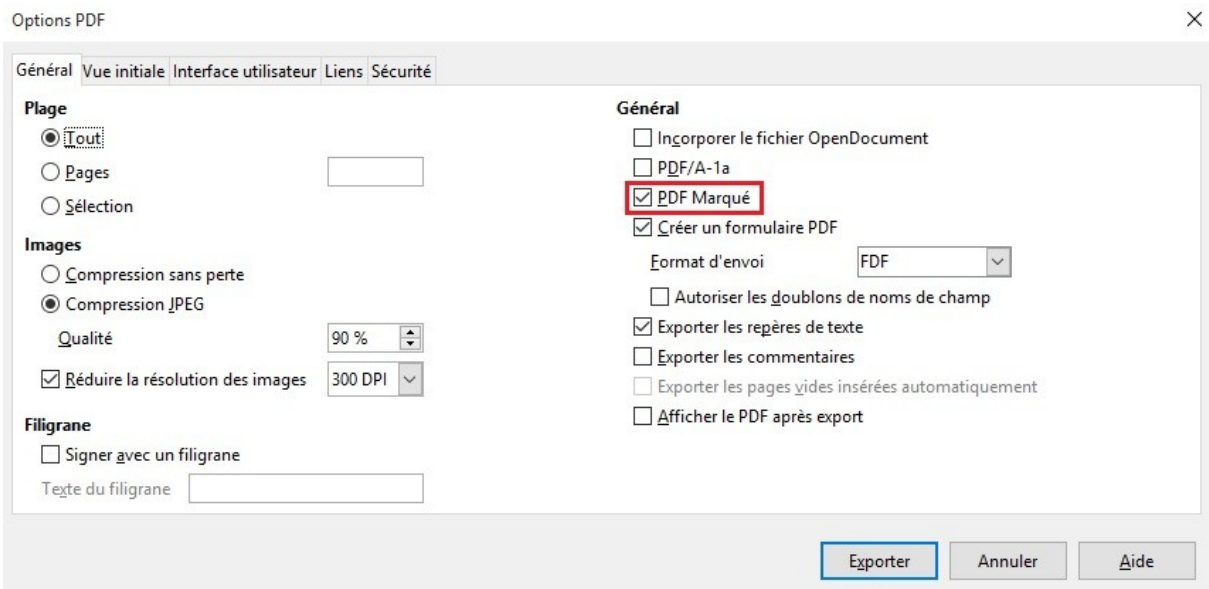 Options PDF
Général Vue initiale Interface utilisateur Liens Sécurité
Plage
Tout
Pages
Sélection
Images
Compression sans perte
Compression JPEG
Qualité 90 %
Réduire la résolution des images 300 DPI
Filigrane
Signer avec un filigrane
Texte du filigrane
Général
Incorporer le fichier OpenDocument
PDF/A-1a
PDF Marqué
Créer un formulaire PDF
Format d'envoi FDF
Autoriser les doublons de noms de champ
Exporter les repères de texte
Exporter les commentaires
Exporter les pages vides insérées automatiquement
Afficher le PDF après export
Exporter Annuler Aide